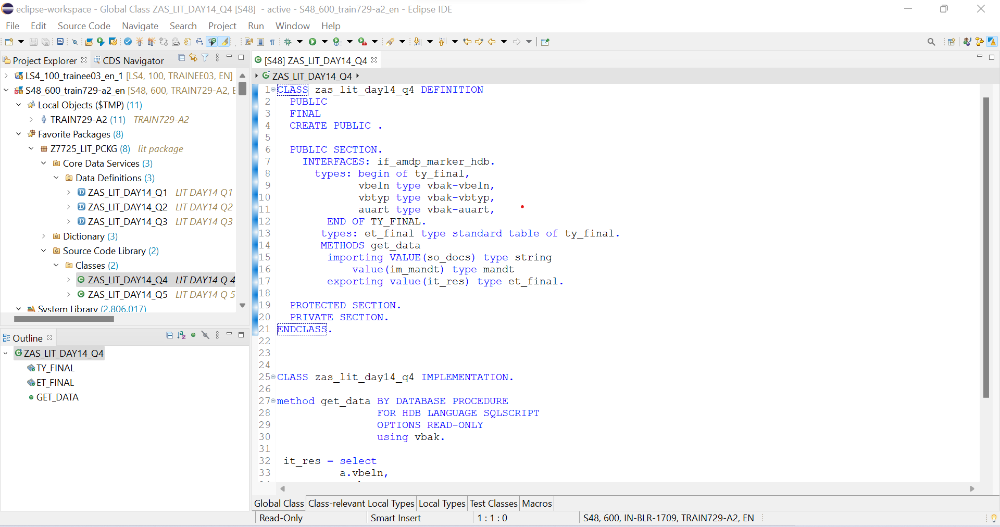 eclipse-workspace - Global Class ZAS_LIT_DAY14_Q4 [S48] - active - S48_600_train729-a2_en - Eclipse IDE
File Edit Source Code Navigate Search Project Run Window Help
Project Explorer CDS Navigator
LS4_100_trainee03_en_1 [LS4, 100, TRAINEE03, EN]
S48_600_train729-a2_en [S48, 600, TRAIN729-A2, E
Local Objects ($TMP) (11)
TRAIN729-A2 (11) TRAIN729-A2
Favorite Packages (8)
Z7725_LIT_PCKG (8) lit package
Core Data Services (3)
Data Definitions (3)
ZAS_LIT_DAY14_Q1 LIT DAY14 Q1
ZAS_LIT_DAY14_Q2 LIT DAY14 Q2
ZAS_LIT_DAY14_Q3 LIT DAY14 Q3
Dictionary (3)
Source Code Library (2)
Classes (2)
ZAS_LIT_DAY14_Q4 LIT DAY14 Q 4
ZAS_LIT_DAY14_Q5 LIT DAY14 Q 5
System Library (2,806,017)
Outline
ZAS_LIT_DAY14_Q4
TY_FINAL
ET_FINAL
GET_DATA
[S48] ZAS_LIT_DAY14_Q4
ZAS_LIT_DAY14_Q4
1 CLASS zas_lit_day14_q4 DEFINITION
2 PUBLIC
3 FINAL
4 CREATE PUBLIC .
5
6 PUBLIC SECTION.
7 INTERFACES: if_amdp_marker_hdb.
8 types: begin of ty_final,
9 vbeln type vbak-vbeln,
10 vbtyp type vbak-vbtyp,
11 auart type vbak-auart,
12 END OF TY_FINAL.
13 types: et_final type standard table of ty_final.
14 METHODS get_data
15 importing VALUE(so_docs) type string
16 value(im_mandt) type mandt
17 exporting value(it_res) type et_final.
18
19 PROTECTED SECTION.
20 PRIVATE SECTION.
21 ENDCLASS.
22
23
24
25 CLASS zas_lit_day14_q4 IMPLEMENTATION.
26
27 method get_data BY DATABASE PROCEDURE
28 FOR HDB LANGUAGE SQLSCRIPT
29 OPTIONS READ-ONLY
30 using vbak.
31
32 it_res = select
33 a.vbeln,
Global Class Class-relevant Local Types Local Types Test Classes Macros
Read-Only Smart Insert 1 : 1 : 0 S48, 600, IN-BLR-1709, TRAIN729-A2, EN